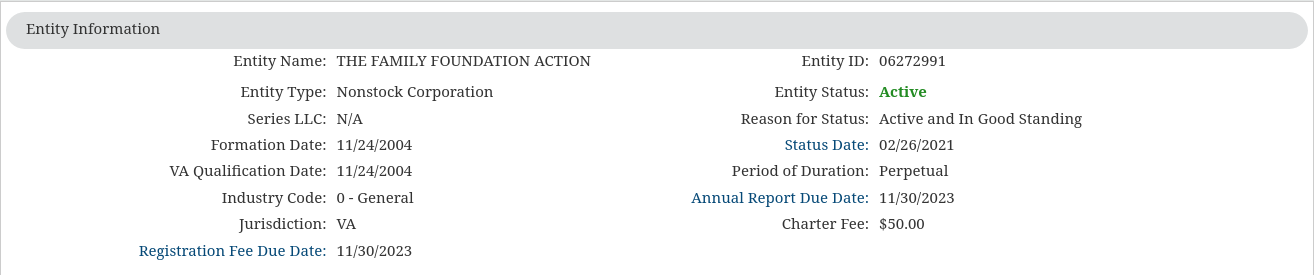 Entity Information
Entity Name: THE FAMILY FOUNDATION ACTION Entity ID: 06272991
Entity Type: Nonstock Corporation Entity Status: Active
Series LLC: N/A Reason for Status: Active and In Good Standing
Formation Date: 11/24/2004 Status Date: 02/26/2021
VA Qualification Date: 11/24/2004 Period of Duration: Perpetual
Industry Code: 0 - General Annual Report Due Date: 11/30/2023
Jurisdiction: VA Charter Fee: $50.00
Registration Fee Due Date: 11/30/2023